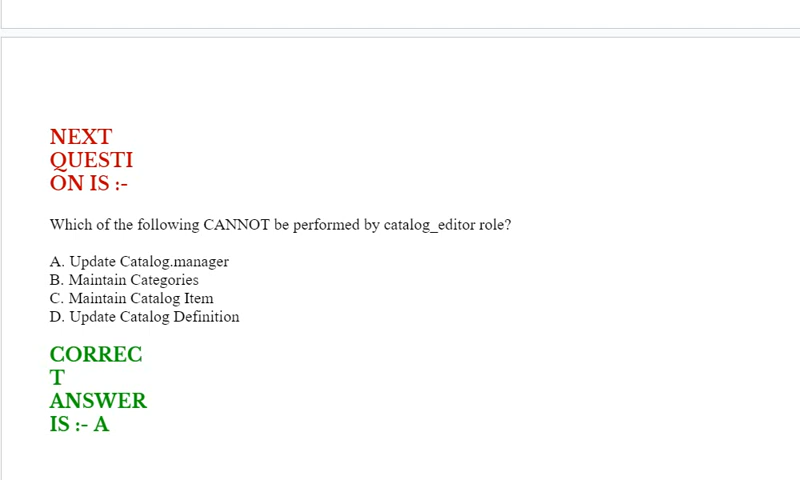 NEXT
QUESTI
ON IS :-
Which of the following CANNOT be performed by catalog_editor role?
A. Update Catalog.manager
B. Maintain Categories
C. Maintain Catalog Item
D. Update Catalog Definition
CORREC
T
ANSWER
IS :- A